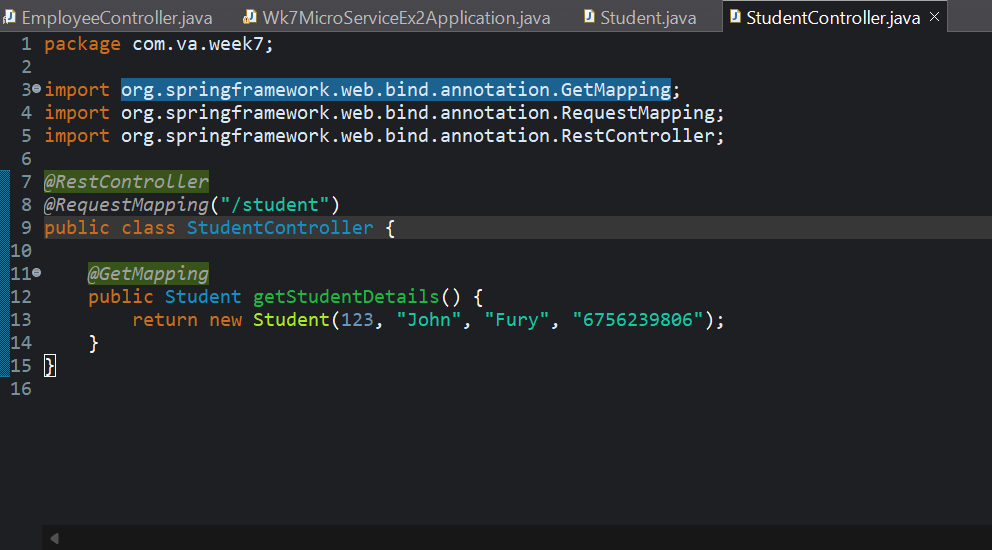 EmployeeController.java Wk7MicroServiceEx2Application.java Student.java StudentController.java
1 package com.va.week7;
2
3 import org.springframework.web.bind.annotation.GetMapping;
4 import org.springframework.web.bind.annotation.RequestMapping;
5 import org.springframework.web.bind.annotation.RestController;
6
7 @RestController
8 @RequestMapping("/student")
9 public class StudentController {
10
11 @GetMapping
12 public Student getStudentDetails() {
13 return new Student(123, "John", "Fury", "6756239806");
14 }
15 }
16